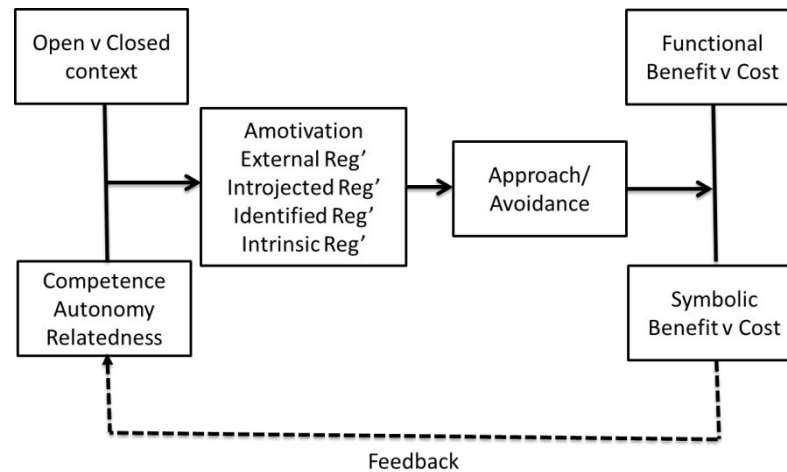 Open v Closed
context
Functional
Benefit v Cost
Amotivation
External Reg’
Introjected Reg’
Identified Reg’
Intrinsic Reg’
Approach/
Avoidance
Competence
Autonomy
Relatedness
Symbolic
Benefit v Cost
Feedback